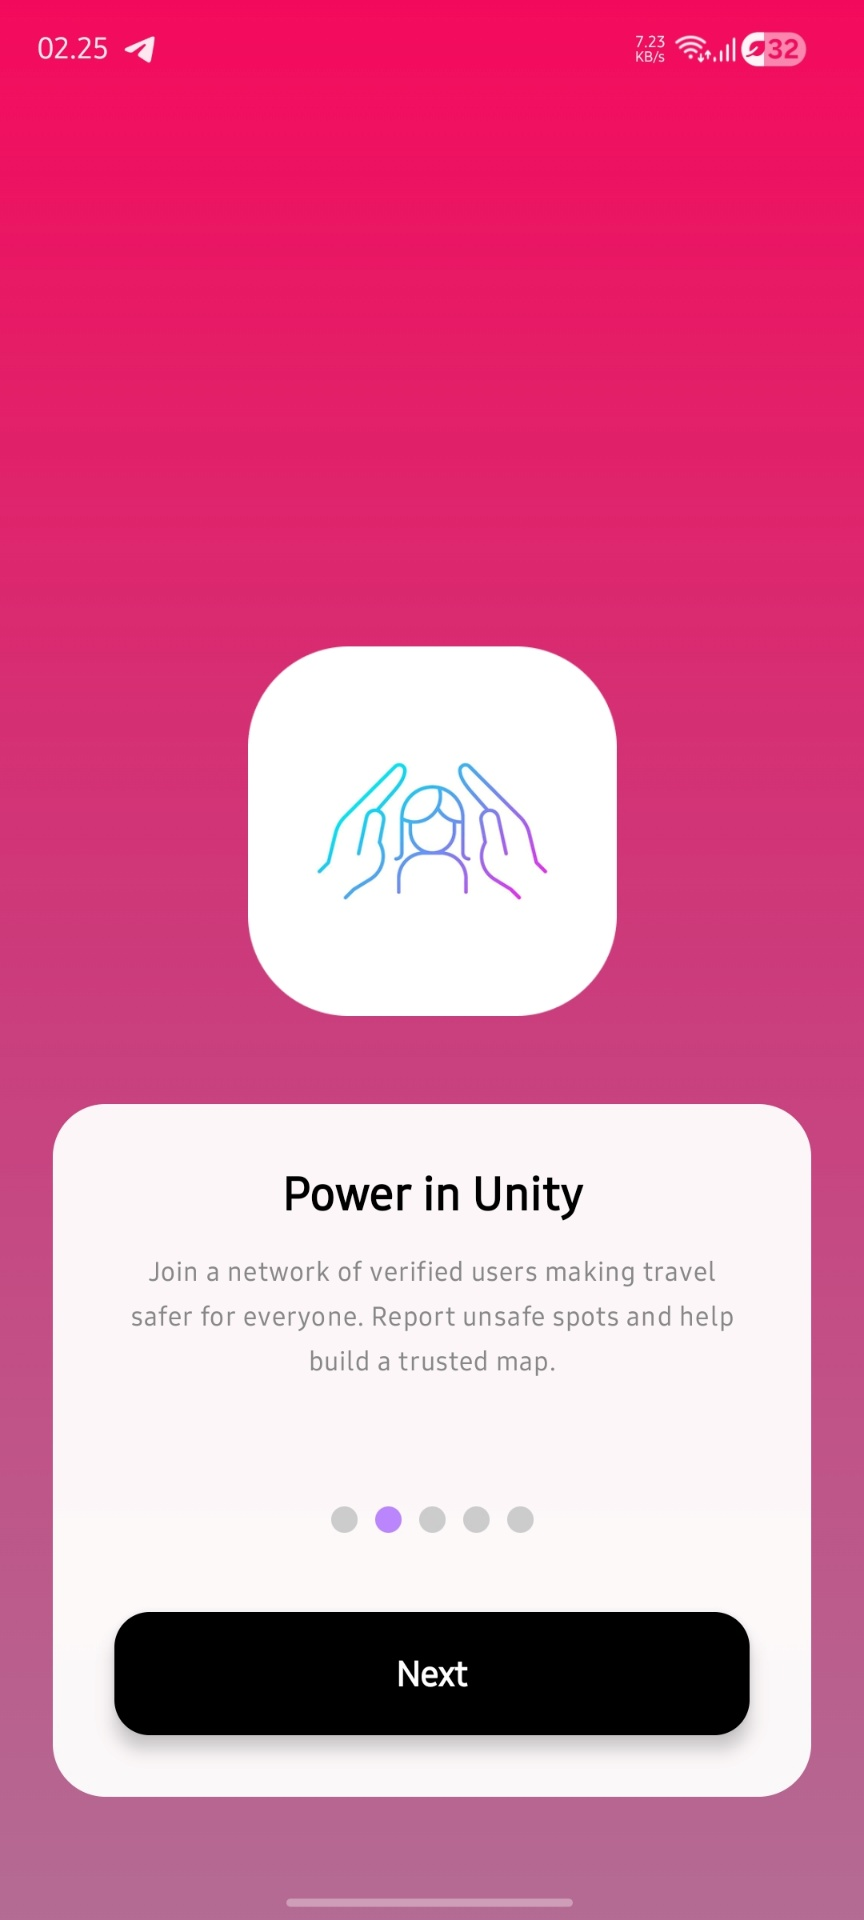 02.25
7.23
KB/s
32
Power in Unity
Join a network of verified users making travel
safer for everyone. Report unsafe spots and help
build a trusted map.
Next